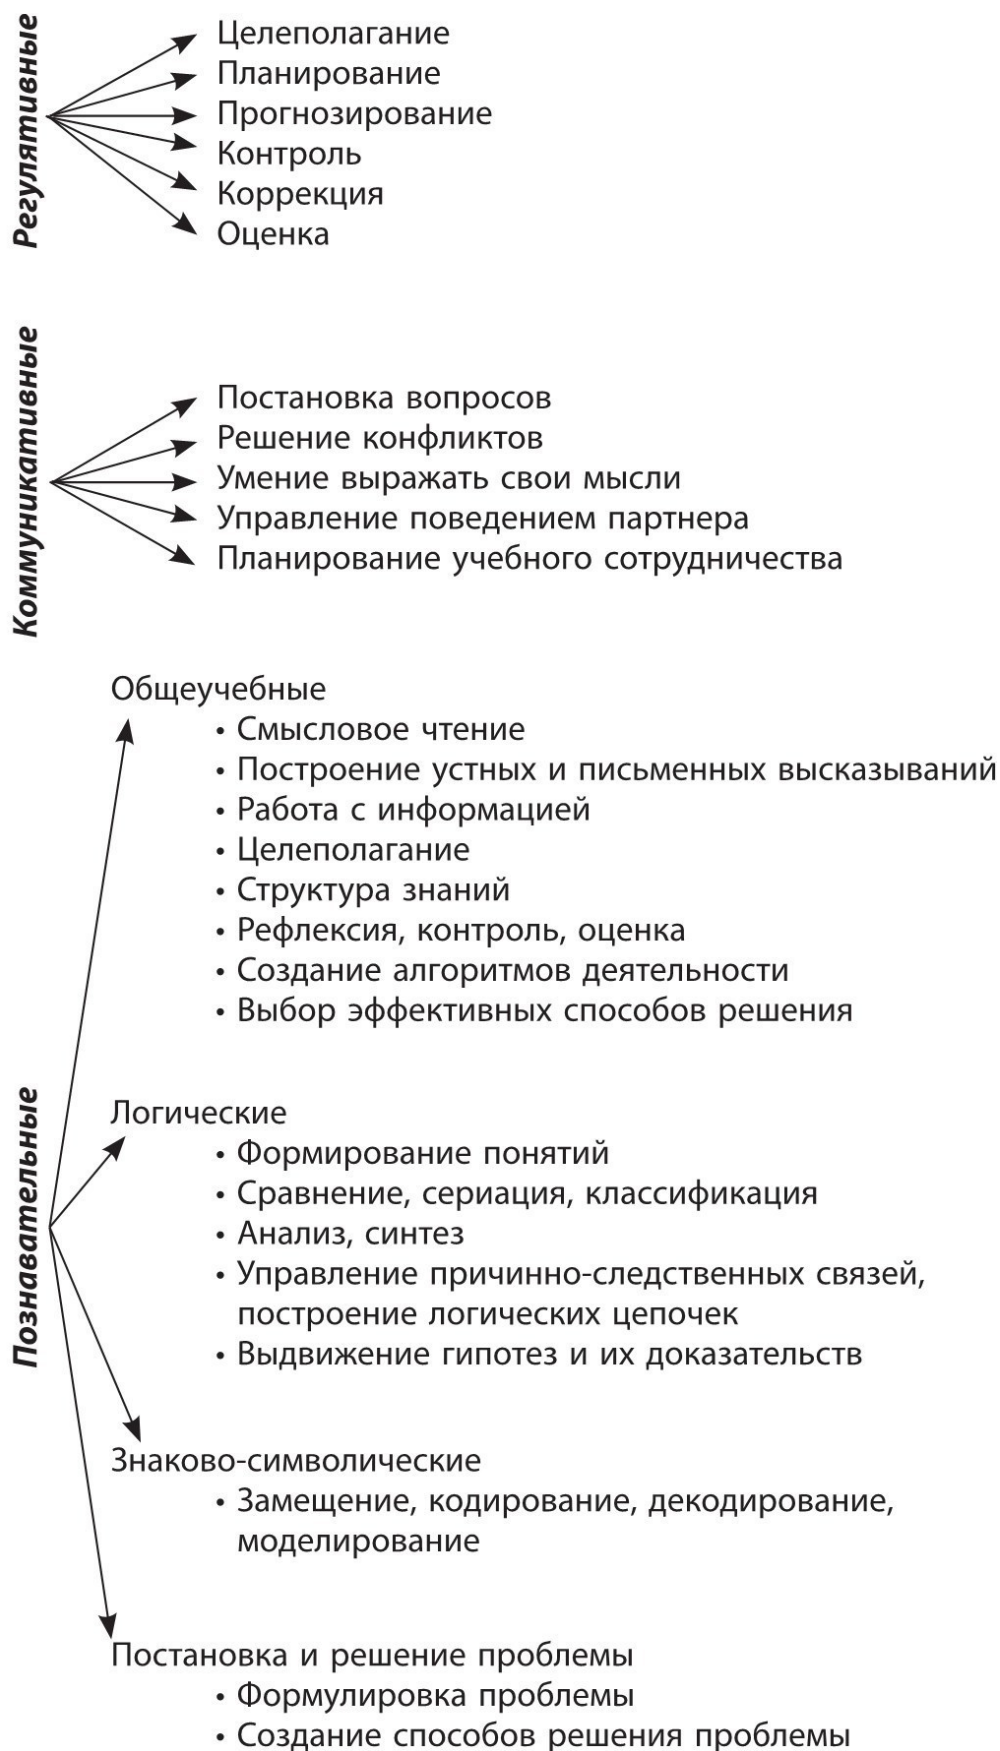 Регулятивные
Целеполагание
Планирование
Прогнозирование
Контроль
Коррекция
Оценка
Коммуникативные
Постановка вопросов
Решение конфликтов
Умение выражать свои мысли
Управление поведением партнера
Планирование учебного сотрудничества
Познавательные
Общеучебные
• Смысловое чтение
• Построение устных и письменных высказываний
• Работа с информацией
• Целеполагание
• Структура знаний
• Рефлексия, контроль, оценка
• Создание алгоритмов деятельности
• Выбор эффективных способов решения
Логические
• Формирование понятий
• Сравнение, сериация, классификация
• Анализ, синтез
• Управление причинно-следственных связей,
построение логических цепочек
• Выдвижение гипотез и их доказательств
Знаково-символические
• Замещение, кодирование, декодирование,
моделирование
Постановка и решение проблемы
• Формулировка проблемы
• Создание способов решения проблемы